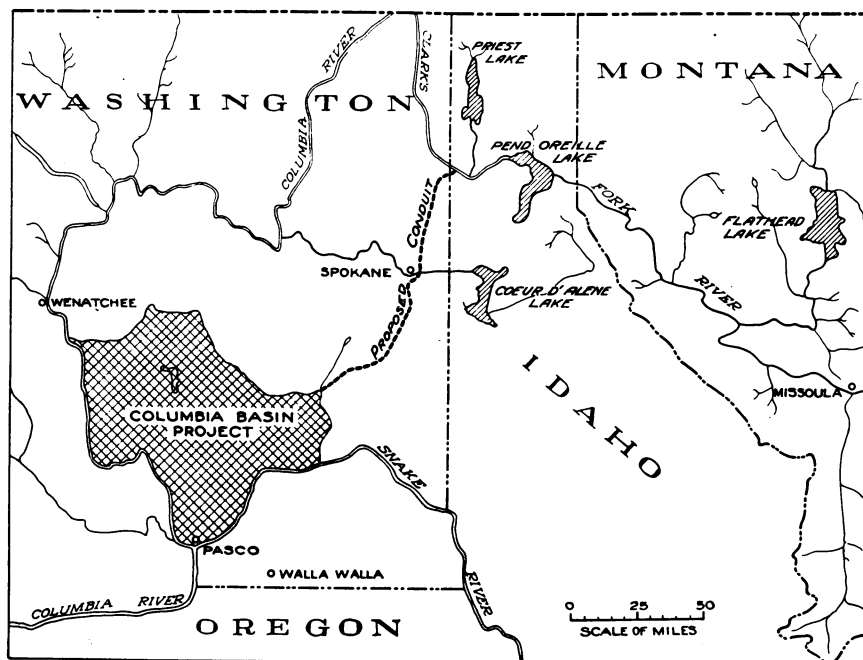 WASHINGTON
COLUMBIA RIVER
CLARK'S
PRIEST
LAKE
MONTANA
PEND OREILLE
LAKE
FORK
FLATHEAD
LAKE
RIVER
MISSOULA
PROPOSED CONDUIT
SPOKANE
COEUR D'ALENE
LAKE
WENATCHEE
COLUMBIA BASIN
PROJECT
IDAHO
SNAKE
RIVER
PASCO
WALLA WALLA
COLUMBIA RIVER
OREGON
0 25 50
SCALE OF MILES